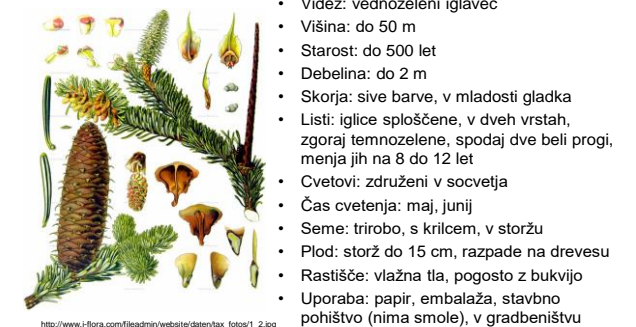 • Videz: vednozeleni iglavec
• Višina: do 50 m
• Starost: do 500 let
• Debelina: do 2 m
• Skorja: sive barve, v mladosti gladka
• Listi: iglice sploščene, v dveh vrstah,
zgoraj temnozelene, spodaj dve beli progi,
menja jih na 8 do 12 let
• Cvetovi: združeni v socvetja
• Čas cvetenja: maj, junij
• Seme: trirobo, s krilcem, v storžu
• Plod: storž do 15 cm, razpade na drevesu
• Rastišče: vlažna tla, pogosto z bukvijo
• Uporaba: papir, embalaža, stavbno
pohištvo (nima smole), v gradbeništvu
http://www.i-flora.com/fileadmin/website/daten/tax_fotos/1_2.jpg